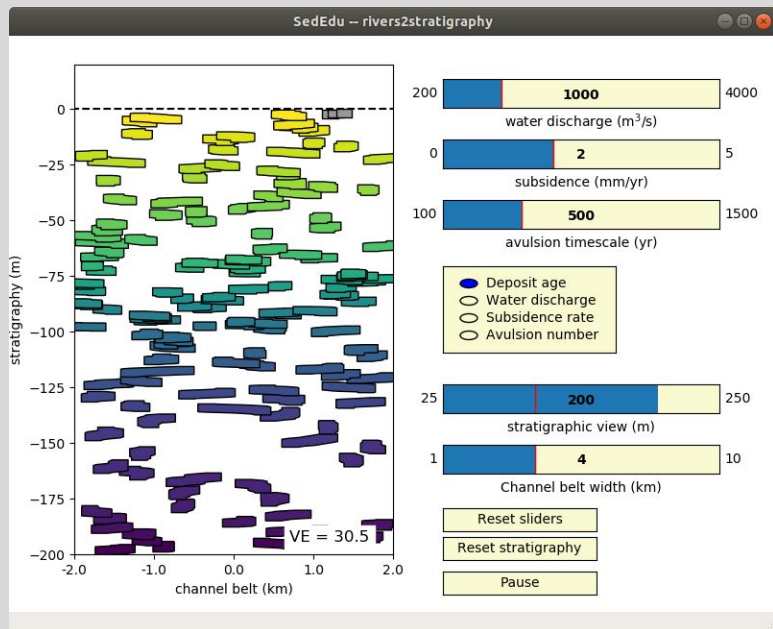 SedEdu -- rivers2stratigraphy
0
−25
−50
−75
−100
−125
−150
−175
−200
stratigraphy (m)
-2.0
-1.0
0.0
1.0
2.0
channel belt (km)
VE = 30.5
200 1000 4000
water discharge (m³/s)
0 2 5
subsidence (mm/yr)
100 500 1500
avulsion timescale (yr)
Deposit age
Water discharge
Subsidence rate
Avulsion number
25 200 250
stratigraphic view (m)
1 4 10
Channel belt width (km)
Reset sliders
Reset stratigraphy
Pause